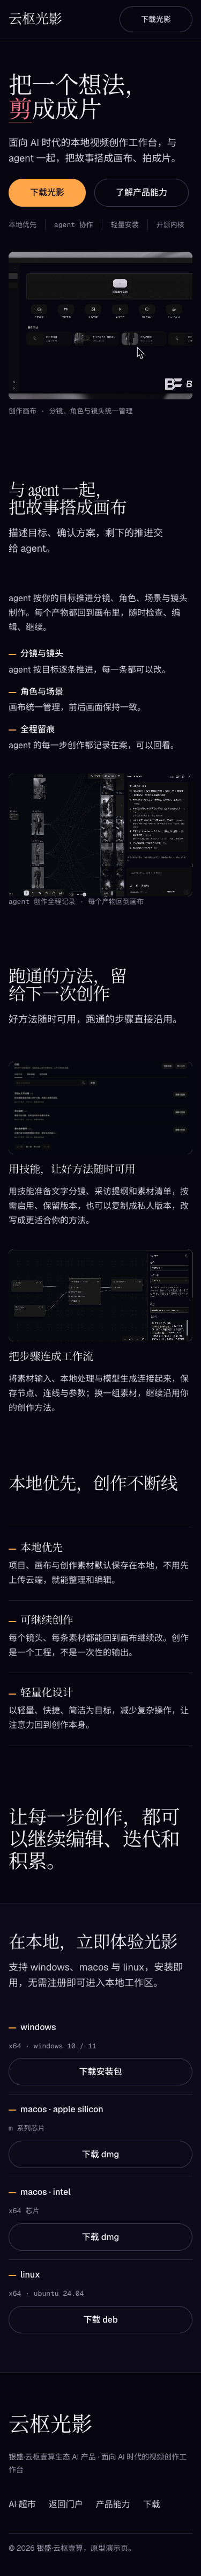 云枢光影
下载光影
把一个想法，
剪成成片
面向 AI 时代的本地视频创作工作台，与
agent 一起，把故事搭成画布、拍成片。
下载光影
了解产品能力
本地优先
agent 协作
轻量安装
开源内核
创作画布 · 分镜、角色与镜头统一管理
与 agent 一起，
把故事搭成画布
描述目标、确认方案，剩下的推进交
给 agent。
agent 按你的目标推进分镜、角色、场景与镜头
制作。每个产物都回到画布里，随时检查、编
辑、继续。
分镜与镜头
agent 按目标逐条推进，每一条都可以改。
角色与场景
画布统一管理，前后画面保持一致。
全程留痕
agent 的每一步创作都记录在案，可以回看。
agent 创作全程记录 · 每个产物回到画布
跑通的方法，留
给下一次创作
好方法随时可用，跑通的步骤直接沿用。
用技能，让好方法随时可用
用技能准备文字分镜、采访提纲和素材清单，按
需启用、保留版本，也可以复制成私人版本，改
写成更适合你的方法。
把步骤连成工作流
将素材输入、本地处理与模型生成连接起来，保
存节点、连线与参数；换一组素材，继续沿用你
的创作方法。
本地优先，创作不断线
本地优先
项目、画布与创作素材默认保存在本地，不用先
上传云端，就能整理和编辑。
可继续创作
每个镜头、每条素材都能回到画布继续改。创作
是一个工程，不是一次性的输出。
轻量化设计
以轻量、快捷、简洁为目标，减少复杂操作，让
注意力回到创作本身。
让每一步创作，都可
以继续编辑、迭代和
积累。
在本地，立即体验光影
支持 windows、macos 与 linux，安装即
用，无需注册即可进入本地工作区。
windows
x64 · windows 10 / 11
下载安装包
macos · apple silicon
m 系列芯片
下载 dmg
macos · intel
x64 芯片
下载 dmg
linux
x64 · ubuntu 24.04
下载 deb
云枢光影
银盛·云枢壹算生态 AI 产品 · 面向 AI 时代的视频创作工
作台
AI 超市
返回门户
产品能力
下载
© 2026 银盛·云枢壹算，原型演示页。